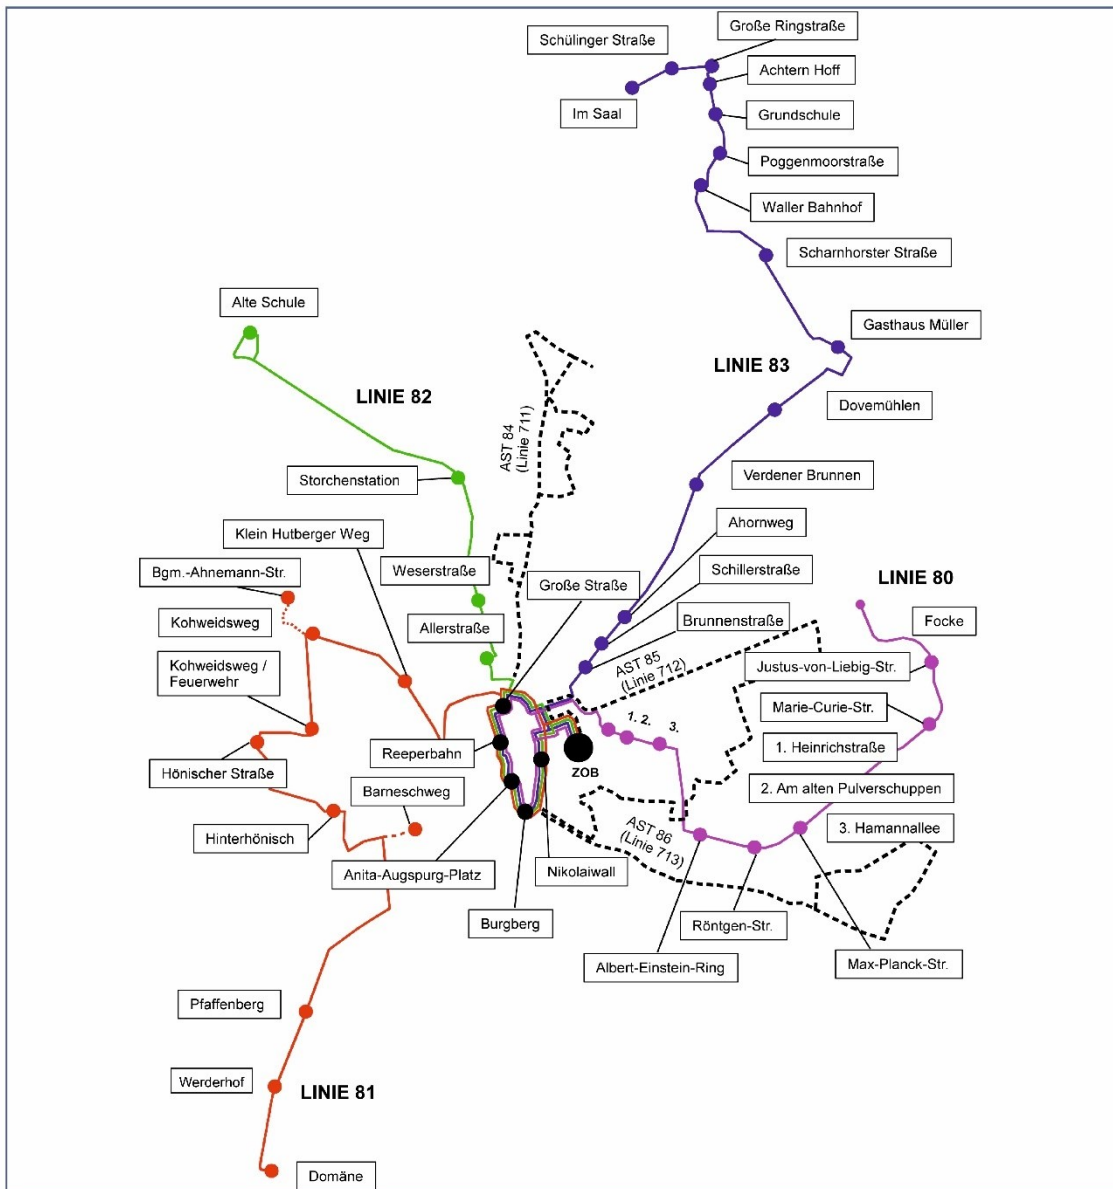 Große Ringstraße
Schülinger Straße
Achtern Hoff
Im Saal
Grundschule
Poggenmoorstraße
Waller Bahnhof
Scharnhorster Straße
Alte Schule
Gasthaus Müller
LINIE 83
LINIE 82
Dovemühlen
AST 84
(Linie 711)
Verdener Brunnen
Storchenstation
Ahornweg
Klein Hutberger Weg
Schillerstraße
Bgm.-Ahnemann-Str.
Weserstraße
Große Straße
LINIE 80
Brunnenstraße
Kohweidsweg
Allerstraße
Focke
AST 85
(Linie 712)
Justus-von-Liebig-Str.
Kohweidsweg /
Feuerwehr
Marie-Curie-Str.
1. 2. 3.
Reeperbahn
1. Heinrichstraße
ZOB
Hönischer Straße
Barneschweg
2. Am alten Pulverschuppen
AST 86
(Linie 713)
3. Hamannallee
Hinterhönisch
Anita-Augspurg-Platz
Nikolaiwall
Burgberg
Röntgen-Str.
Albert-Einstein-Ring
Max-Planck-Str.
Pfaffenberg
Werderhof
LINIE 81
Domäne